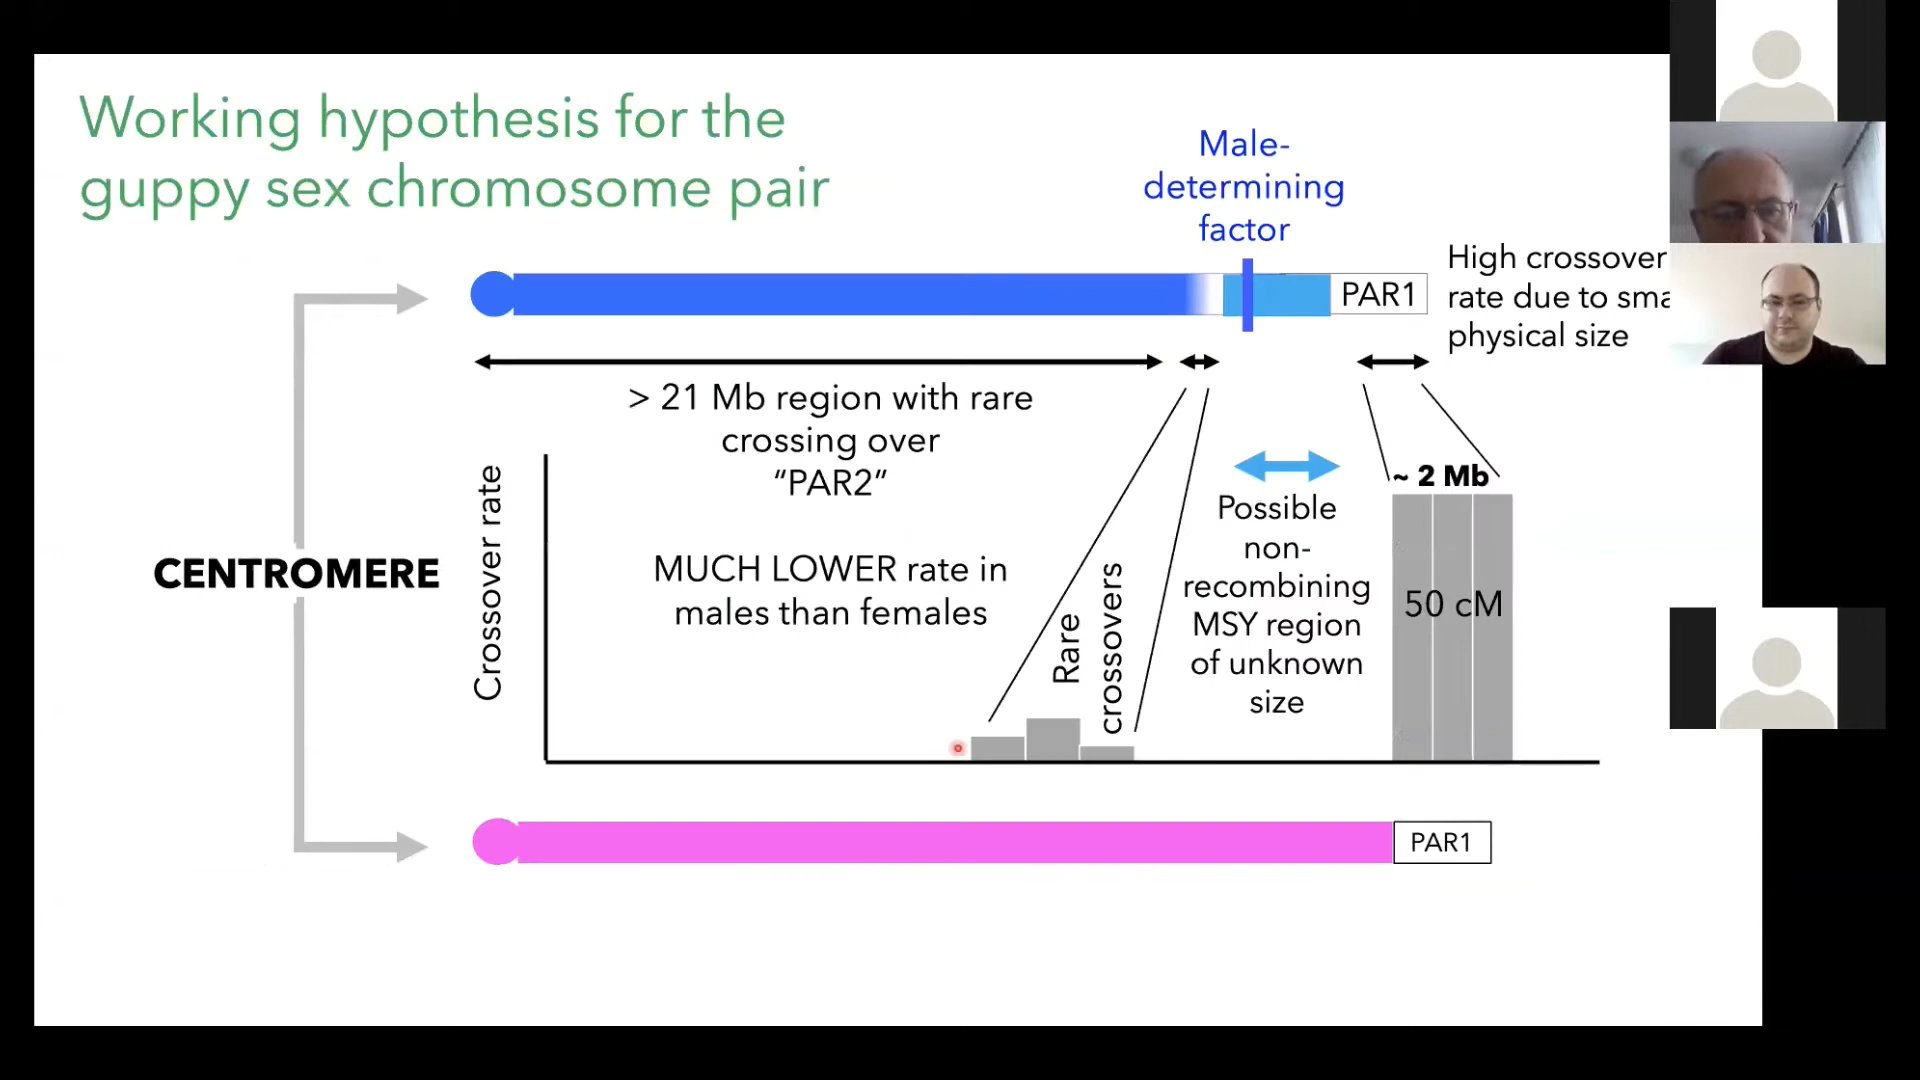 Working hypothesis for the
guppy sex chromosome pair
Male-
determining
factor
PAR1
High crossover
rate due to sma
physical size
> 21 Mb region with rare
crossing over
“PAR2”
CENTROMERE
Crossover rate
MUCH LOWER rate in
males than females
Rare
crossovers
Possible
non-
recombining
MSY region
of unknown
size
~ 2 Mb
50 cM
PAR1